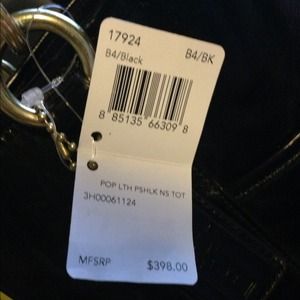 17924
B4/Black B4/BK
8 85135 66309 8
POP LTH PSHLK NS TOT
3H00061124
MFSRP $398.00